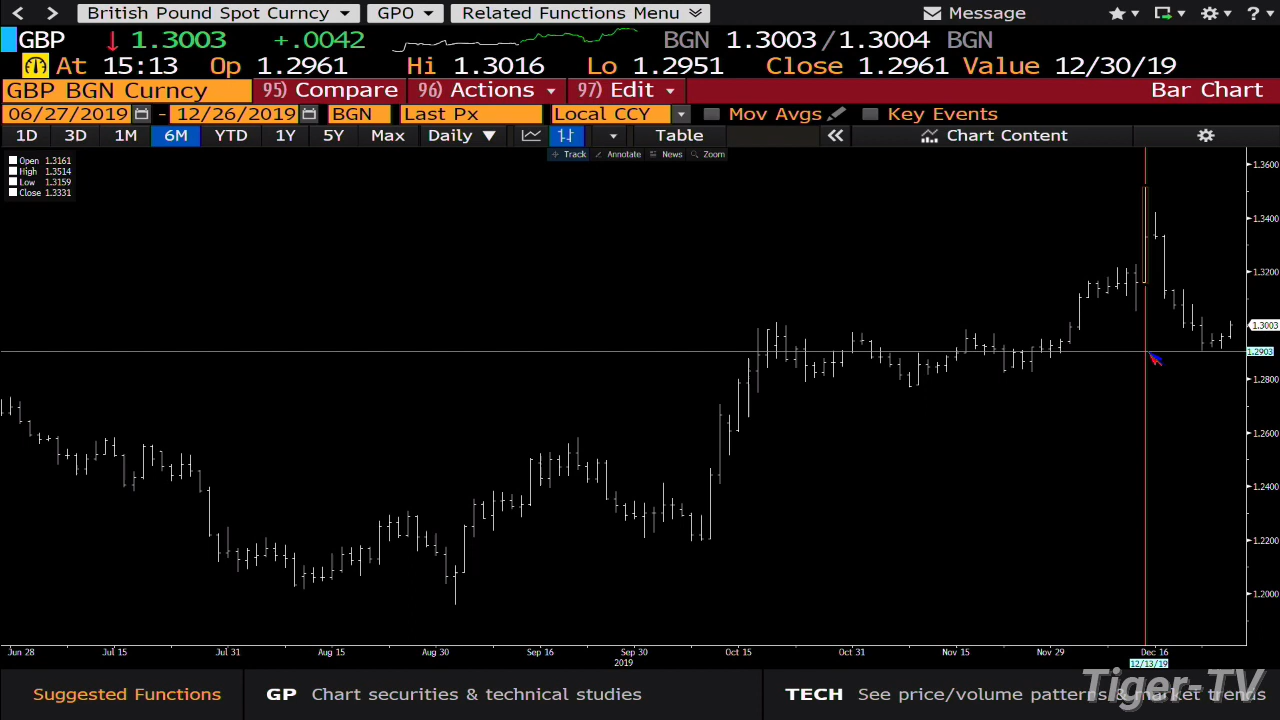 British Pound Spot Curncy GPO Related Functions Menu Message ?
GBP 1.3003 +.0042 BGN 1.3003/1.3004 BGN
At 15:13 Op 1.2961 Hi 1.3016 Lo 1.2951 Close 1.2961 Value 12/30/19
GBP BGN Curncy 95) Compare 96) Actions 97) Edit Bar Chart
06/27/2019 - 12/26/2019 BGN Last Px Local CCY Mov Avgs Key Events
1D 3D 1M 6M YTD 1Y 5Y Max Daily Table Chart Content
Track Annotate News Zoom
Open 1.3161
High 1.3514
Low 1.3159
Close 1.3331
1.3600
1.3400
1.3200
1.3003
1.2903
1.2800
1.2600
1.2400
1.2200
1.2000
Jun 28 Jul 15 Jul 31 Aug 15 Aug 30 Sep 16 Sep 30 Oct 15 Oct 31 Nov 15 Nov 29 Dec 16
2019 12/13/19
Suggested Functions GP Chart securities & technical studies TECH See price/volume patterns & market trends
Tiger-TV